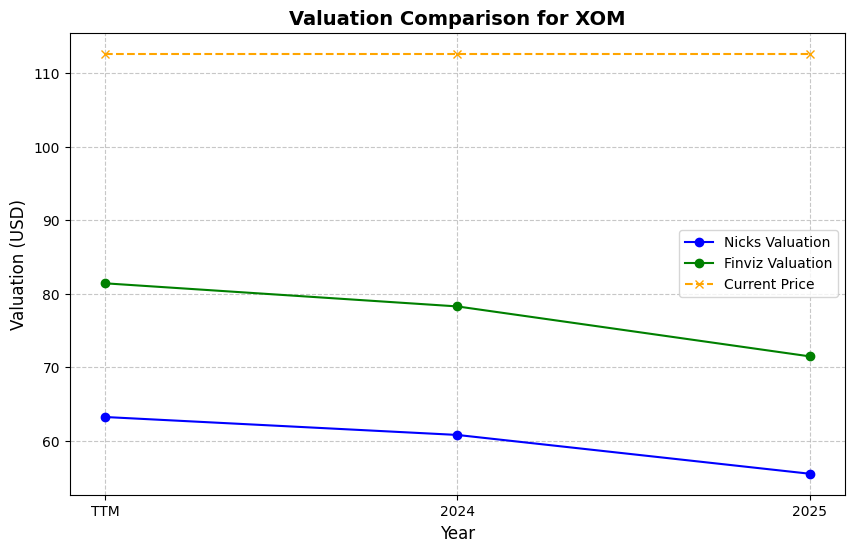 Valuation Comparison for XOM
Valuation (USD)
110
100
90
80
70
60
Nicks Valuation
Finviz Valuation
Current Price
TTM
2024
2025
Year